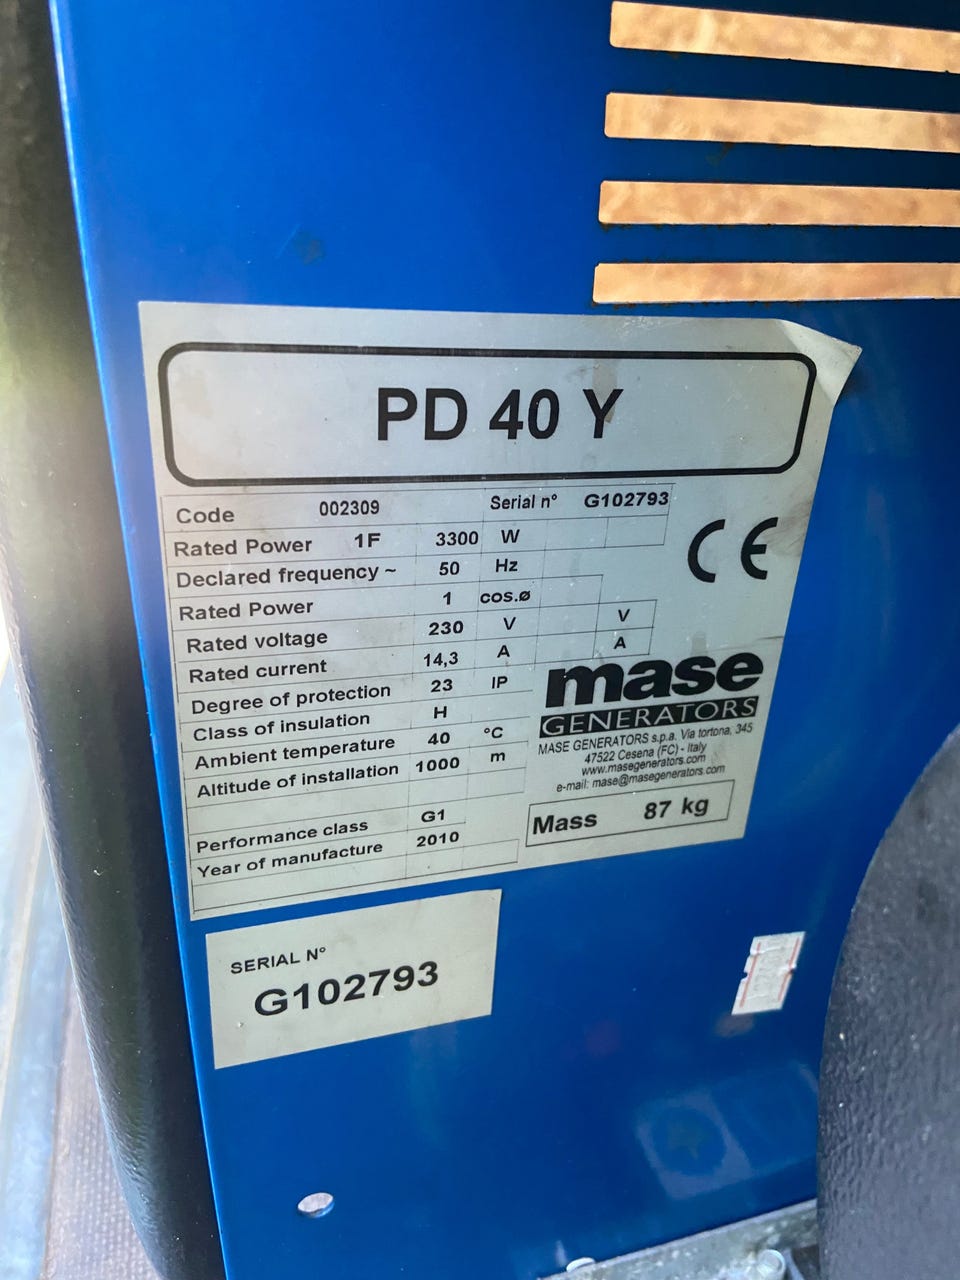 PD 40 Y
Code 002309 Serial n° G102793
Rated Power 1F 3300 W
Declared frequency ~ 50 Hz
Rated Power 1 cos.ø
Rated voltage 230 V V
Rated current 14,3 A A
Degree of protection 23 IP
Class of insulation H
Ambient temperature 40 °C
Altitude of installation 1000 m
Performance class G1
Year of manufacture 2010
CE
mase
GENERATORS
MASE GENERATORS s.p.a. Via tortona, 345
47522 Cesena (FC) - Italy
www.masegenerators.com
e-mail: mase@masegenerators.com
Mass 87 kg
SERIAL N°
G102793